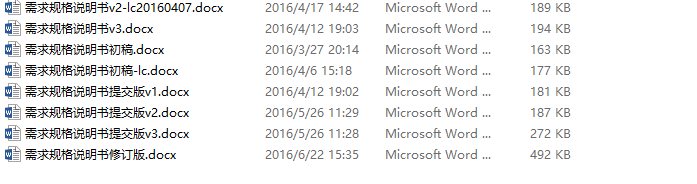 需求规格说明书v2-lc20160407.docx 2016/4/17 14:42 Microsoft Word ... 189 KB
需求规格说明书v3.docx 2016/4/12 19:03 Microsoft Word ... 194 KB
需求规格说明书初稿.docx 2016/3/27 20:14 Microsoft Word ... 163 KB
需求规格说明书初稿-lc.docx 2016/4/6 15:18 Microsoft Word ... 177 KB
需求规格说明书提交版v1.docx 2016/4/12 19:02 Microsoft Word ... 181 KB
需求规格说明书提交版v2.docx 2016/5/26 11:29 Microsoft Word ... 187 KB
需求规格说明书提交版v3.docx 2016/5/26 11:28 Microsoft Word ... 272 KB
需求规格说明书修订版.docx 2016/6/22 15:35 Microsoft Word ... 492 KB